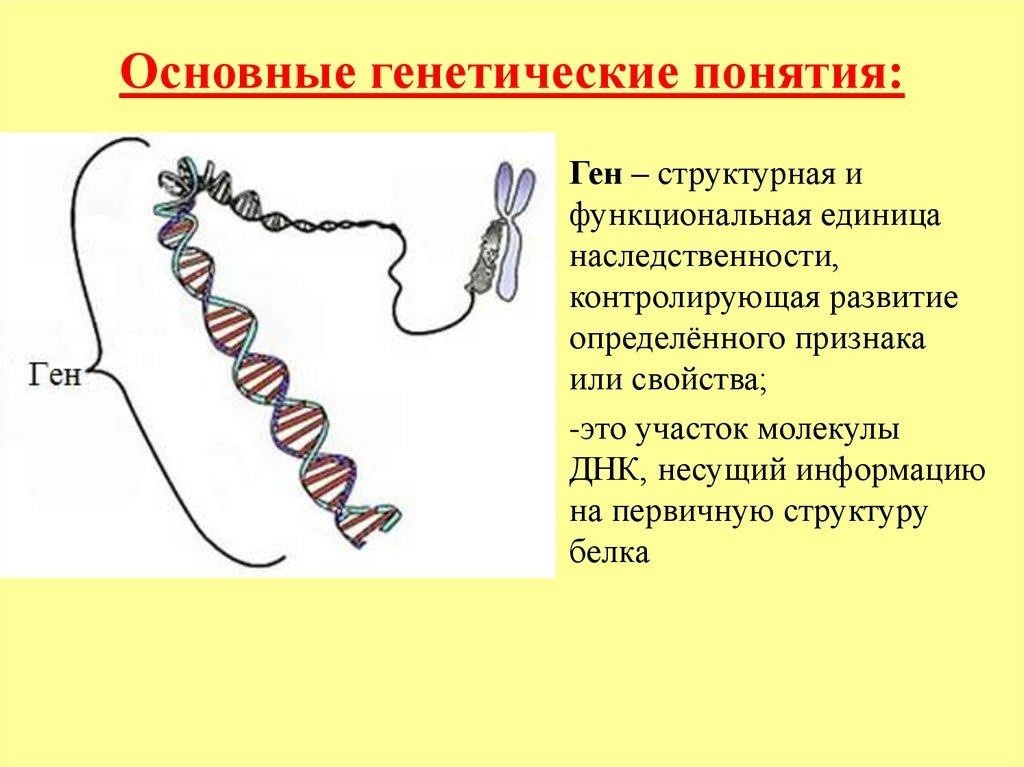 Основные генетические понятия:
Ген
Ген – структурная и
функциональная единица
наследственности,
контролирующая развитие
определённого признака
или свойства;
-это участок молекулы
ДНК, несущий информацию
на первичную структуру
белка